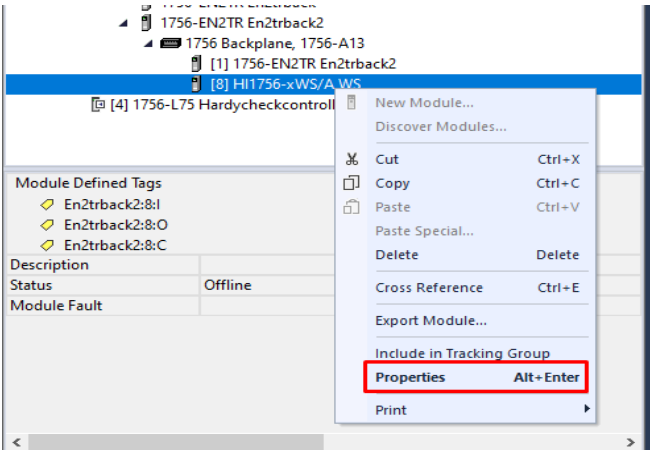 1756-EN2TR En2trback2
1756 Backplane, 1756-A13
[1] 1756-EN2TR En2trback2
[8] HI1756-xWS/A WS
[4] 1756-L75 Hardycheckcontroll
New Module...
Discover Modules...
Cut Ctrl+X
Copy Ctrl+C
Paste Ctrl+V
Paste Special...
Delete Delete
Cross Reference Ctrl+E
Export Module...
Include in Tracking Group
Properties Alt+Enter
Print
Module Defined Tags
En2trback2:8:I
En2trback2:8:O
En2trback2:8:C
Description
Status Offline
Module Fault